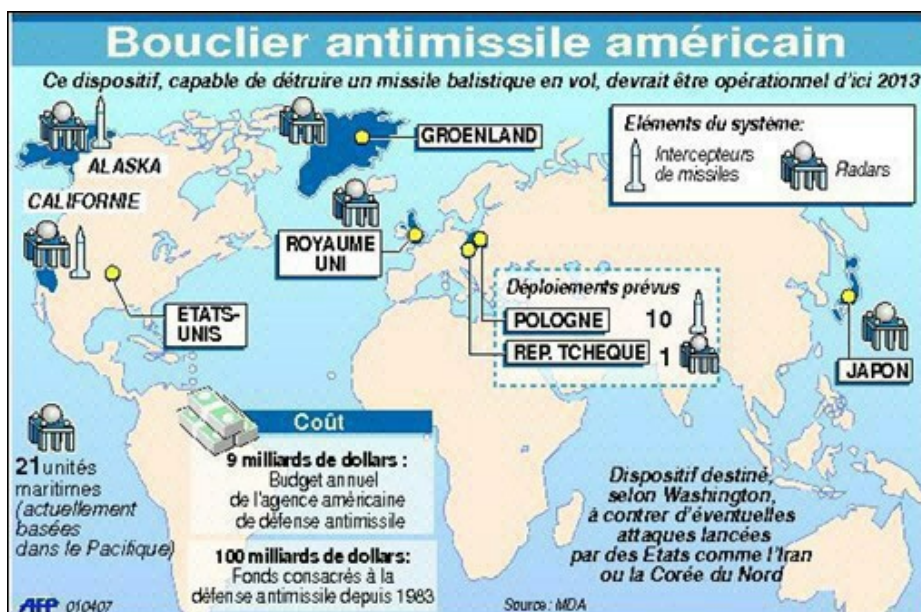 Bouclier antimissile américain
Ce dispositif, capable de détruire un missile balistique en vol, devrait être opérationnel d'ici 2013
ALASKA
CALIFORNIE
ETATS-
UNIS
GROENLAND
ROYAUME
UNI
Eléments du système:
Intercepteurs
de missiles
Radars
Déploiements prévus
POLOGNE 10
REP. TCHEQUE 1
JAPON
21 unités
maritimes
(actuellement
basées
dans le Pacifique)
Coût
9 milliards de dollars :
Budget annuel
de l'agence américaine
de défense antimissile
100 milliards de dollars:
Fonds consacrés à la
défense antimissile depuis 1983
Dispositif destiné,
selon Washington,
à contrer d'éventuelles
attaques lancées
par des Etats comme l'Iran
ou la Corée du Nord
AFP 010407
Source : MDA